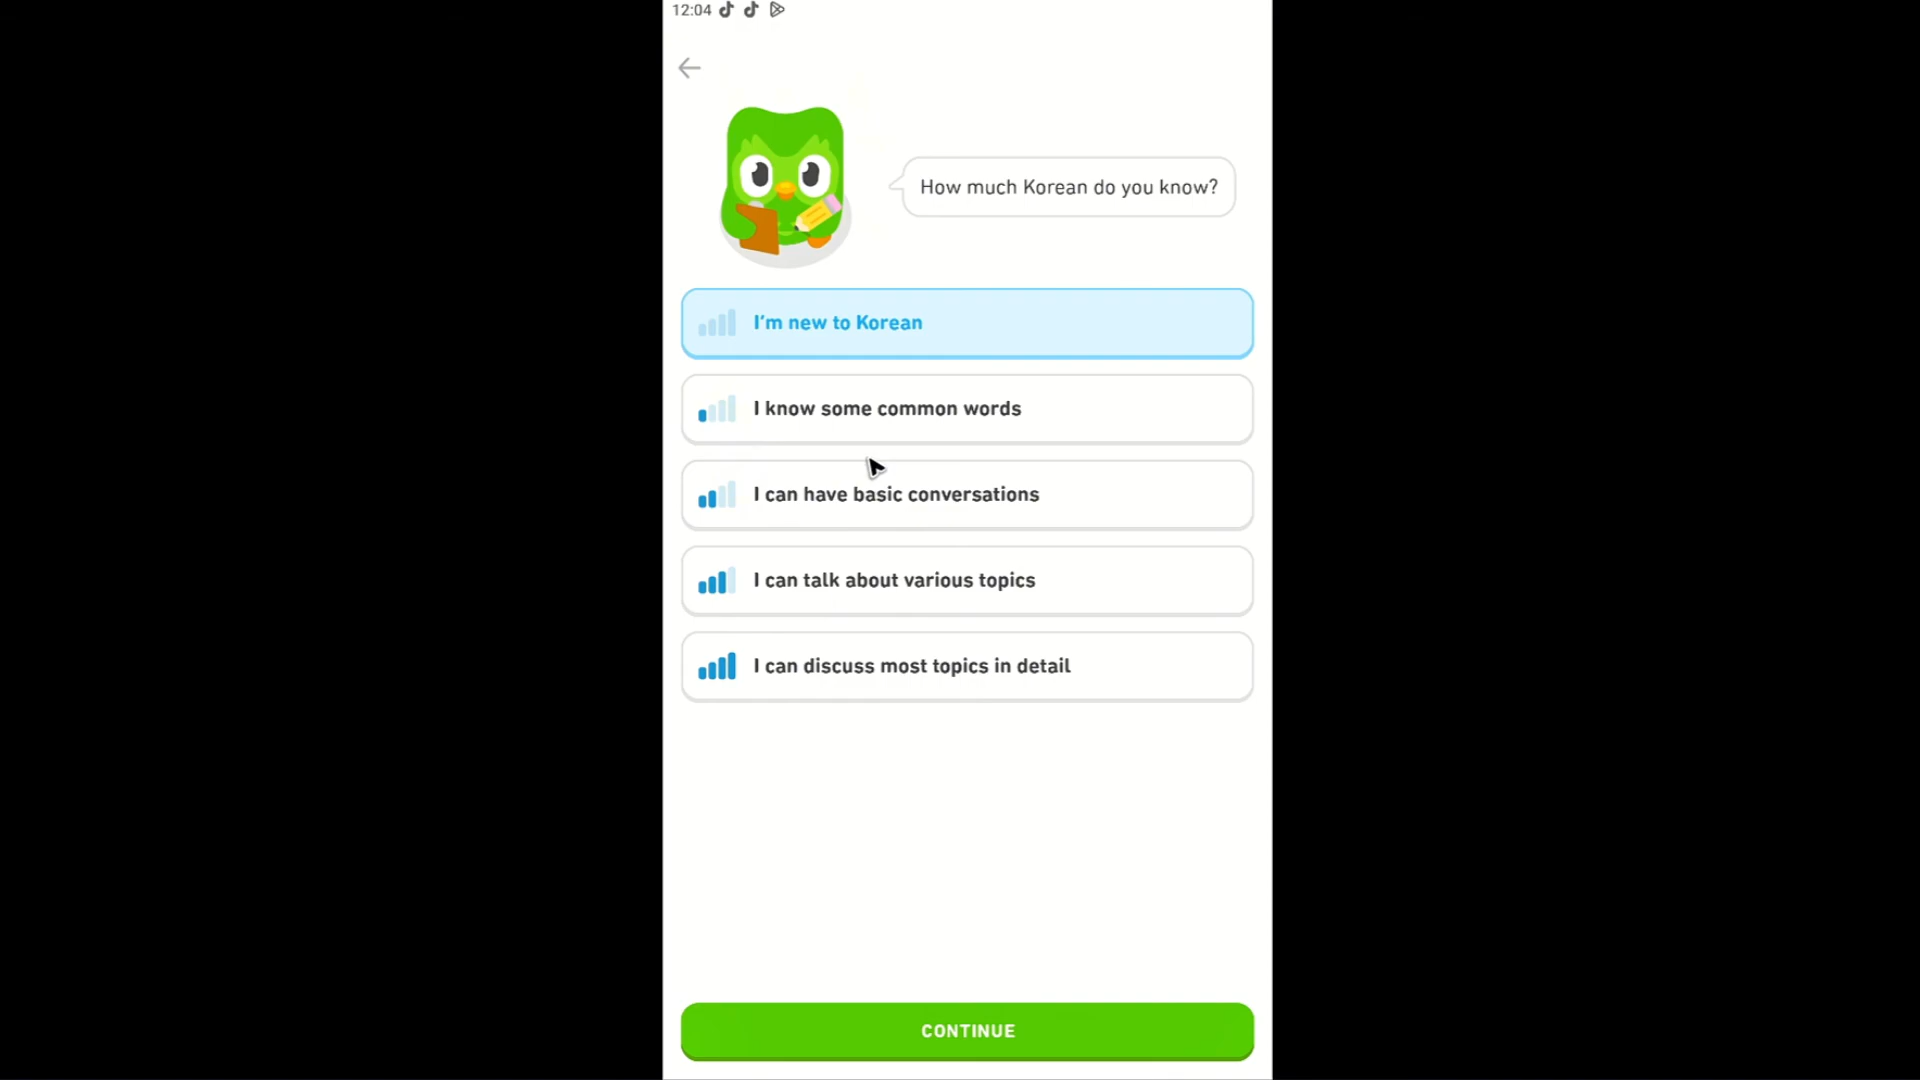 12:04
How much Korean do you know?
I'm new to Korean
I know some common words
I can have basic conversations
I can talk about various topics
I can discuss most topics in detail
CONTINUE